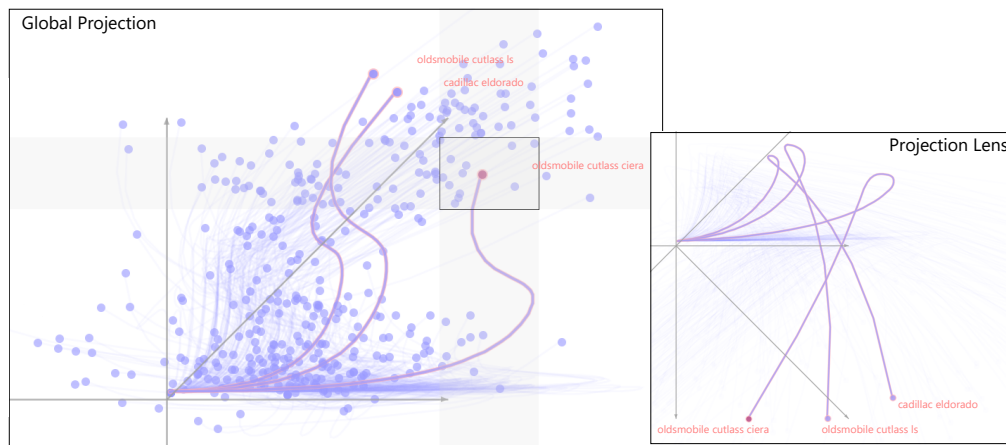 Global Projection
oldsmobile cutlass ls
cadillac eldorado
oldsmobile cutlass ciera
Projection Lens
cadillac eldorado
oldsmobile cutlass ciera
oldsmobile cutlass ls